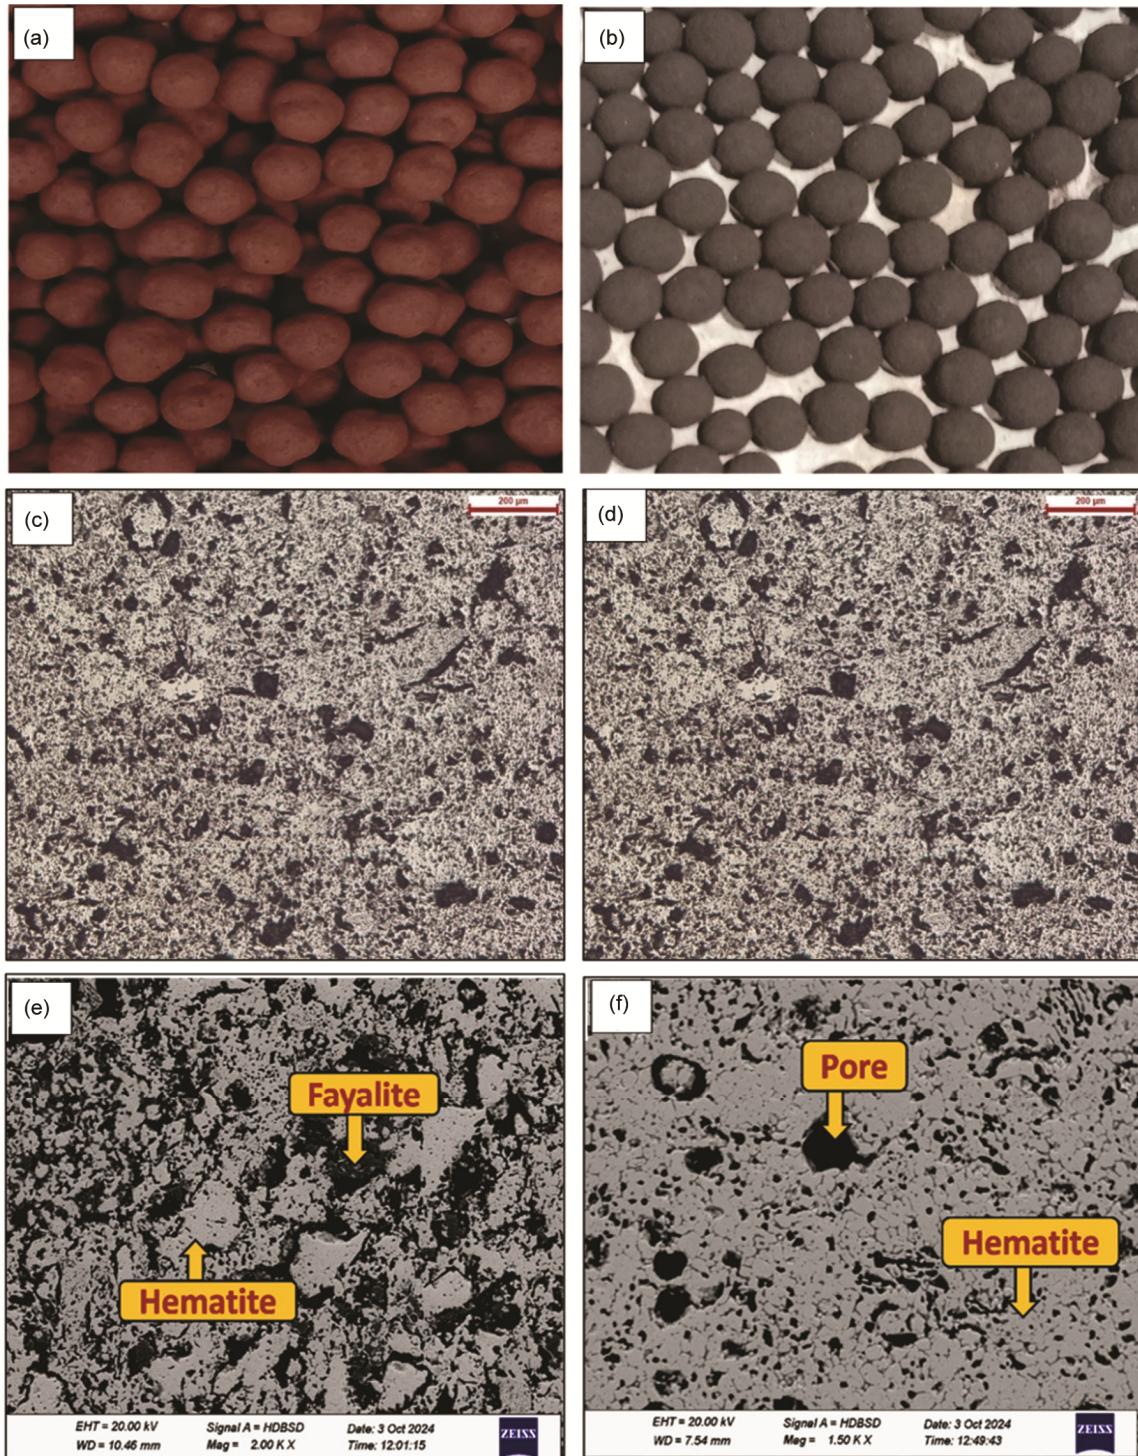 (a)
(b)
(c)
200 µm
(d)
200 µm
(e)
Fayalite
Hematite
EHT = 20.00 kV Signal A = HDBSD Date: 3 Oct 2024
WD = 10.46 mm Mag = 2.00 K X Time: 12:01:15
ZEISS
(f)
Pore
Hematite
EHT = 20.00 kV Signal A = HDBSD Date: 3 Oct 2024
WD = 7.54 mm Mag = 1.50 K X Time: 12:49:43
ZEISS